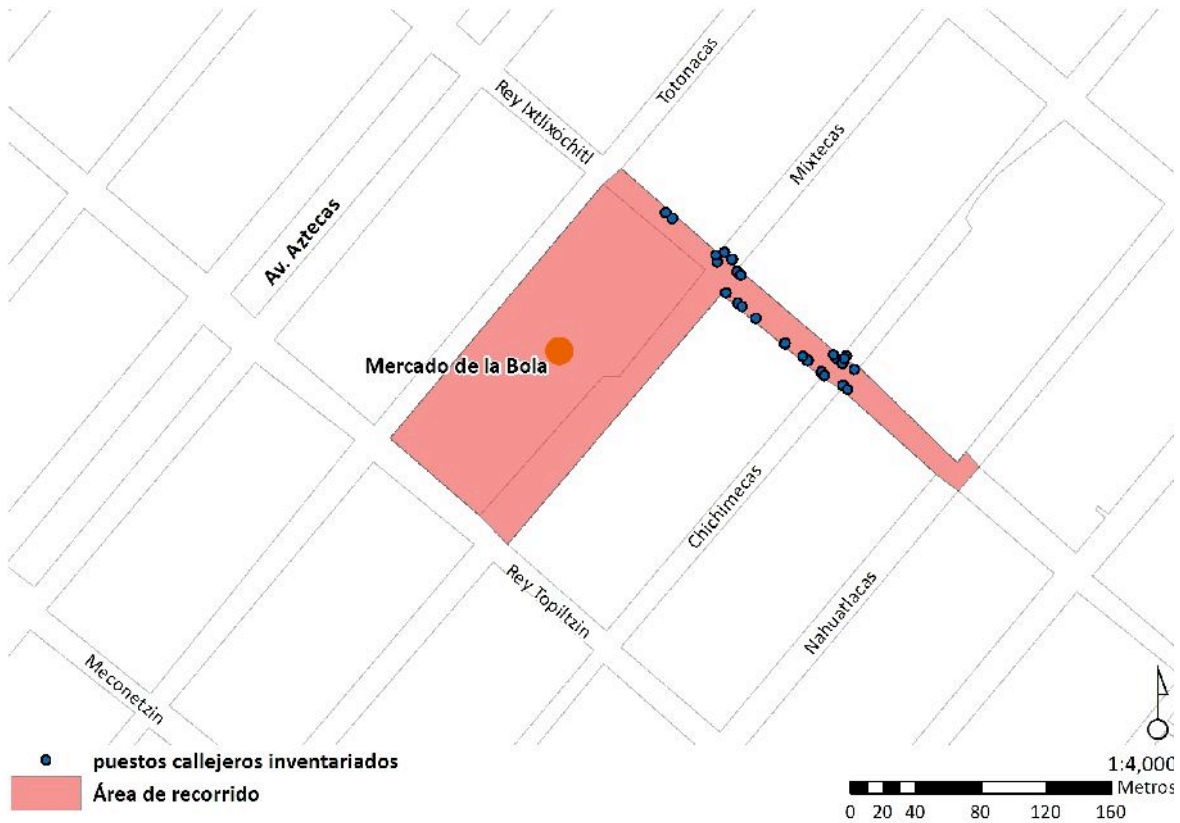 Totonacas
Rey Ixtlixóchitl
Mixtecas
Av. Aztecas
Mercado de la Bola
Chichimecas
Rey Topiltzin
Nahuatlacas
Meconetzin
puestos callejeros inventariados
Área de recorrido
1:4,000
Metros
0 20 40 80 120 160